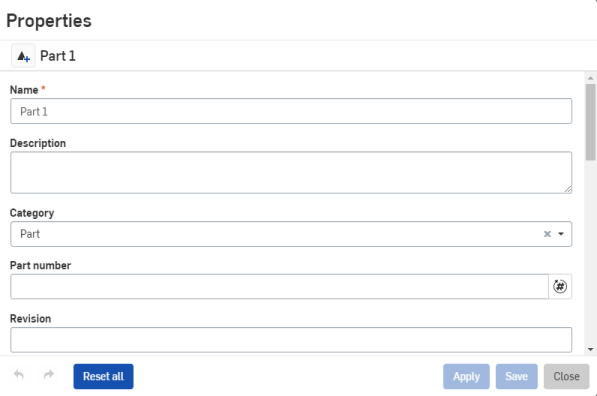 Properties
Part 1
Name *
Part 1
Description
Category
Part
Part number
#
Revision
Reset all
Apply
Save
Close